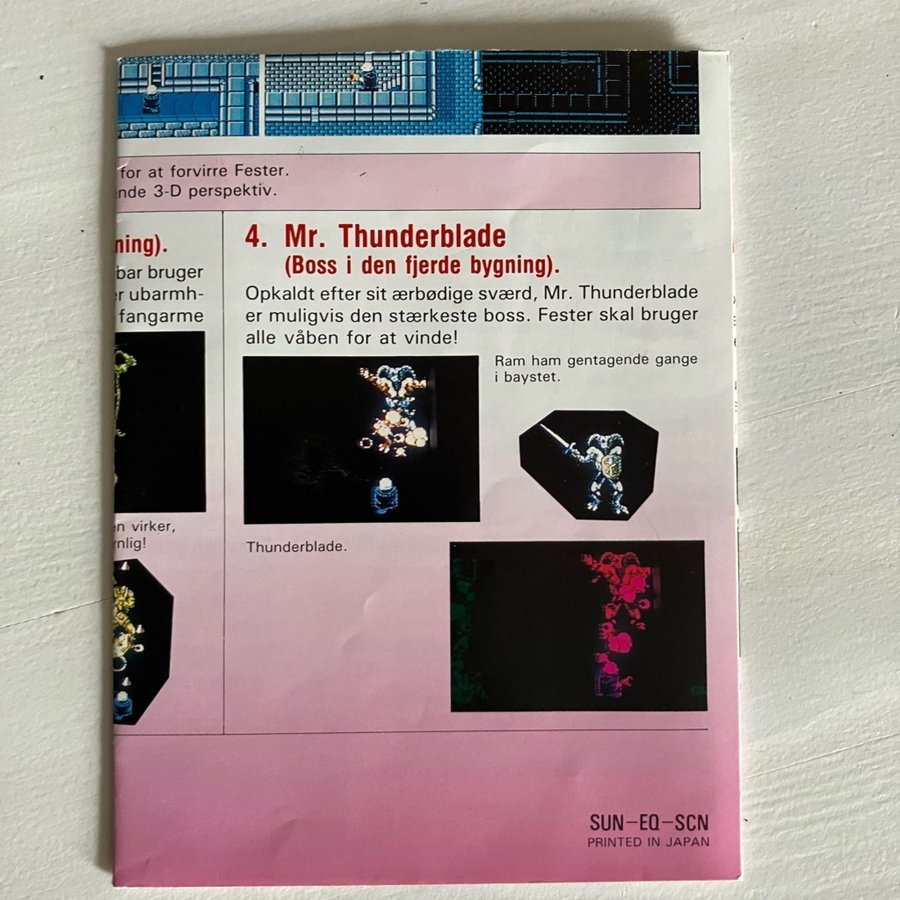 for at forvirre Fester.
nde 3-D perspektiv.
ning).
bar bruger
er ubarmh-
fangarme
en virker,
nlig!
4. Mr. Thunderblade
(Boss i den fjerde bygning).
Opkaldt efter sit ærbødige sværd, Mr. Thunderblade
er muligvis den stærkeste boss. Fester skal bruger
alle våben for at vinde!
Ram ham gentagende gange
i baystet.
Thunderblade.
SUN-EQ-SCN
PRINTED IN JAPAN